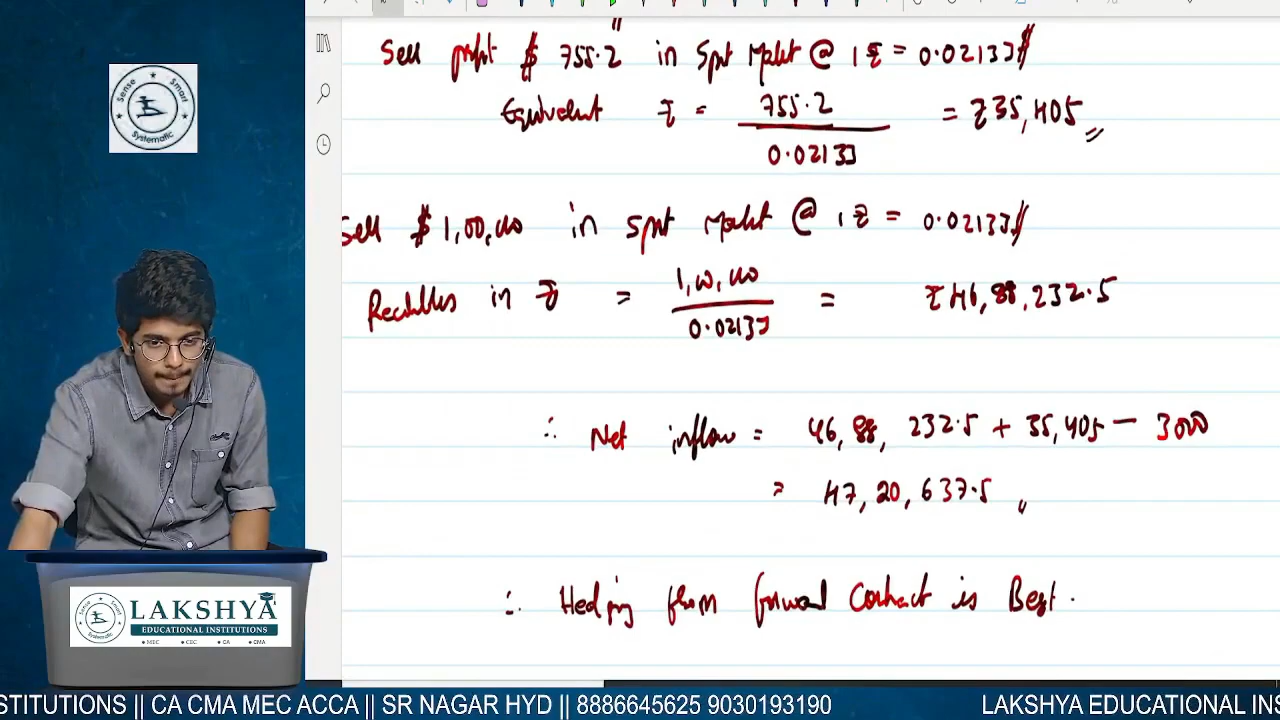 Sell profit $ 755.2 in Spot Market @ 1₹ = 0.02133$
Equivalent ₹ = 755.2 / 0.02133 = ₹35,405
Sell $ 1,00,000 in Spot Market @ 1₹ = 0.02133$
Receivables in ₹ = 1,00,000 / 0.02133 = ₹46,88,232.5
∴ Net inflow = 46,88,232.5 + 35,405 - 3000
= 47,20,637.5
∴ Hedging from forward Contract is Best.
Sense Smart Systematic
LAKSHYA
EDUCATIONAL INSTITUTIONS
• MEC • CEC • CA • CMA
STITUTIONS || CA CMA MEC ACCA || SR NAGAR HYD || 8886645625 9030193190 LAKSHYA EDUCATIONAL INS